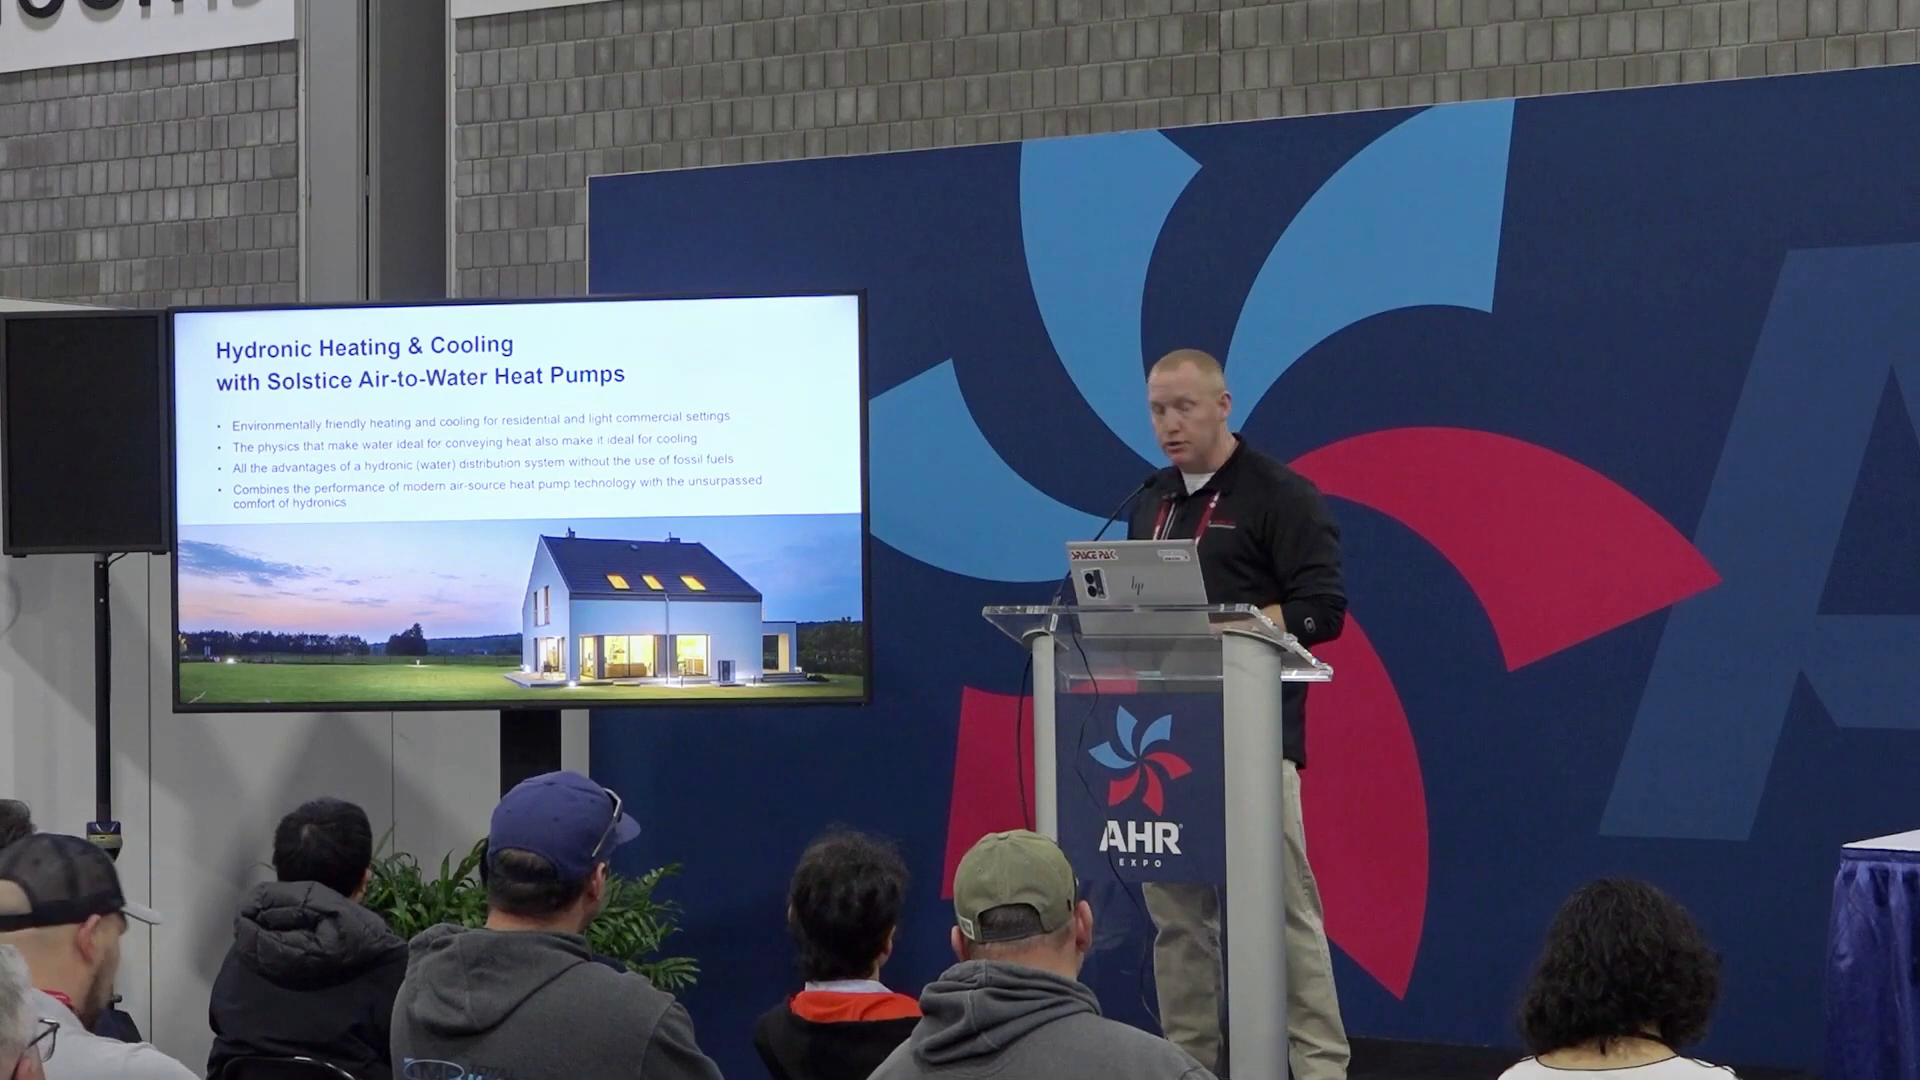 Hydronic Heating & Cooling
with Solstice Air-to-Water Heat Pumps
• Environmentally friendly heating and cooling for residential and light commercial settings
• The physics that make water ideal for conveying heat also make it ideal for cooling
• All the advantages of a hydronic (water) distribution system without the use of fossil fuels
• Combines the performance of modern air-source heat pump technology with the unsurpassed
comfort of hydronics
SPACE PAK
hp
AHR
EXPO
TOTAL